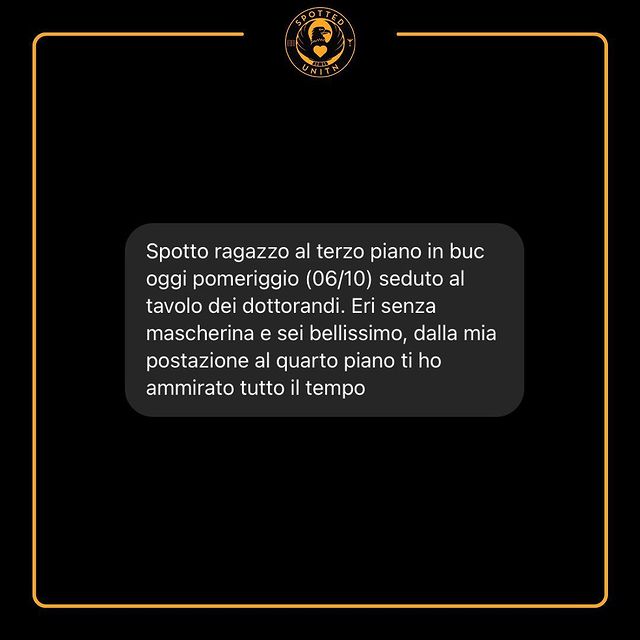 SPOTTED
UNITN
Spotto ragazzo al terzo piano in buc
oggi pomeriggio (06/10) seduto al
tavolo dei dottorandi. Eri senza
mascherina e sei bellissimo, dalla mia
postazione al quarto piano ti ho
ammirato tutto il tempo